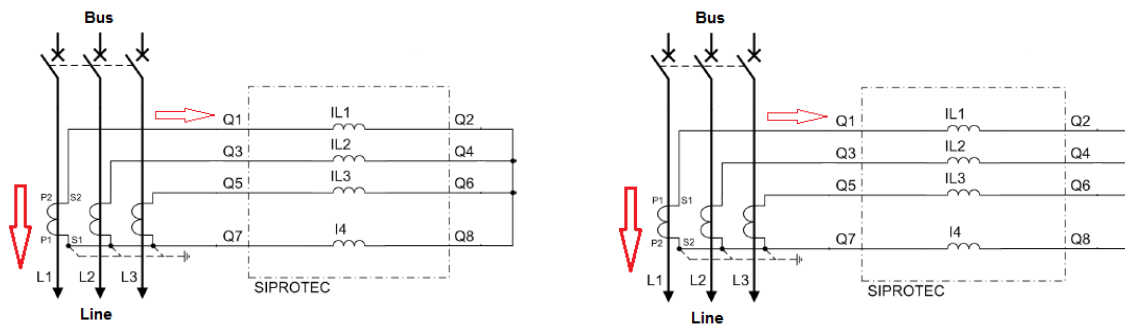 Bus
Q1 IL1 Q2
Q3 IL2 Q4
Q5 IL3 Q6
P2 S2
P1 S1
Q7 I4 Q8
L1 L2 L3
SIPROTEC
Line
Bus
Q1 IL1 Q2
Q3 IL2 Q4
Q5 IL3 Q6
P1 S1
P2 S2
Q7 I4 Q8
L1 L2 L3
SIPROTEC
Line